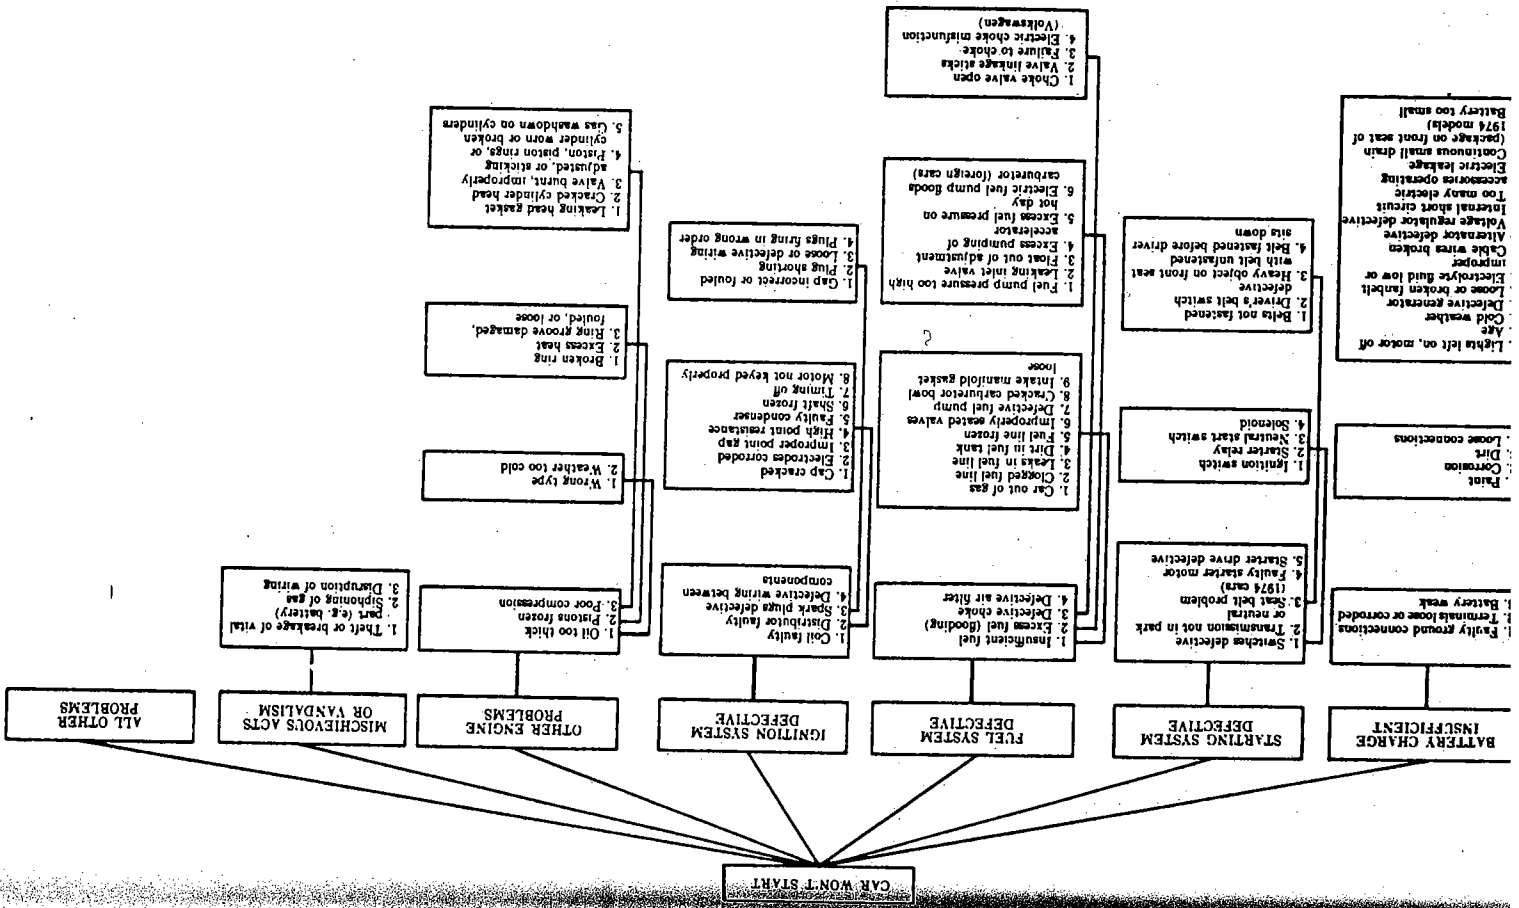 CAR WON'T START
BATTERY CHARGE
INSUFFICIENT
STARTING SYSTEM
DEFECTIVE
FUEL SYSTEM
DEFECTIVE
IGNITION SYSTEM
DEFECTIVE
OTHER ENGINE
PROBLEMS
MISCHIEVOUS ACTS
OR VANDALISM
ALL OTHER
PROBLEMS
Faulty ground connections
Terminals loose or corroded
Battery weak
Paint
Corrosion
Dirt
Loose connections
Lights left on, motor off
Age
Cold weather
Defective generator
Loose or broken fanbelt
Electrolyte fluid low or
improper
Cable wires broken
Alternator defective
Voltage regulator defective
Internal short circuit
Too many electric
accessories operating
Electric leakage
Continuous small drain
(package on front seat of
1974 models)
Battery too small
1. Switches defective
2. Transmission not in park
or neutral
3. Seat belt problem
(1974 cars)
4. Faulty starter motor
5. Starter drive defective
1. Ignition switch
2. Starter relay
3. Neutral start switch
4. Solenoid
1. Belts not fastened
2. Driver's belt switch
defective
3. Heavy object on front seat
with belt unfastened
4. Belt fastened before driver
sits down
1. Insufficient fuel
2. Excess fuel (flooding)
3. Defective choke
4. Defective air filter
1. Car out of gas
2. Clogged fuel line
3. Leaks in fuel line
4. Dirt in fuel tank
5. Fuel line frozen
6. Improperly seated valves
7. Defective fuel pump
8. Cracked carburetor bowl
9. Intake manifold gasket
loose
1. Fuel pump pressure too high
2. Leaking inlet valve
3. Float out of adjustment
4. Excess pumping of
accelerator
5. Excess fuel pressure on
hot day
6. Electric fuel pump floods
carburetor (foreign cars)
1. Choke valve open
2. Valve linkage sticks
3. Failure to choke
4. Electric choke misfunction
(Volkswagen)
1. Coil faulty
2. Distributor faulty
3. Spark plugs defective
4. Defective wiring between
components
1. Cap cracked
2. Electrodes corroded
3. Improper point gap
4. High point resistance
5. Faulty condenser
6. Shaft frozen
7. Timing off
8. Motor not keyed properly
1. Gap incorrect or fouled
2. Plug shorting
3. Loose or defective wiring
4. Plugs firing in wrong order
1. Oil too thick
2. Pistons frozen
3. Poor compression
1. Wrong type
2. Weather too cold
1. Broken ring
2. Excess heat
3. Ring groove damaged,
fouled, or loose
1. Leaking head gasket
2. Cracked cylinder head
3. Valve burnt, improperly
adjusted, or sticking
4. Piston, piston rings, or
cylinder worn or broken
5. Gas washdown on cylinders
1. Theft or breakage of vital
part (e.g. battery)
2. Siphoning of gas
3. Disruption of wiring